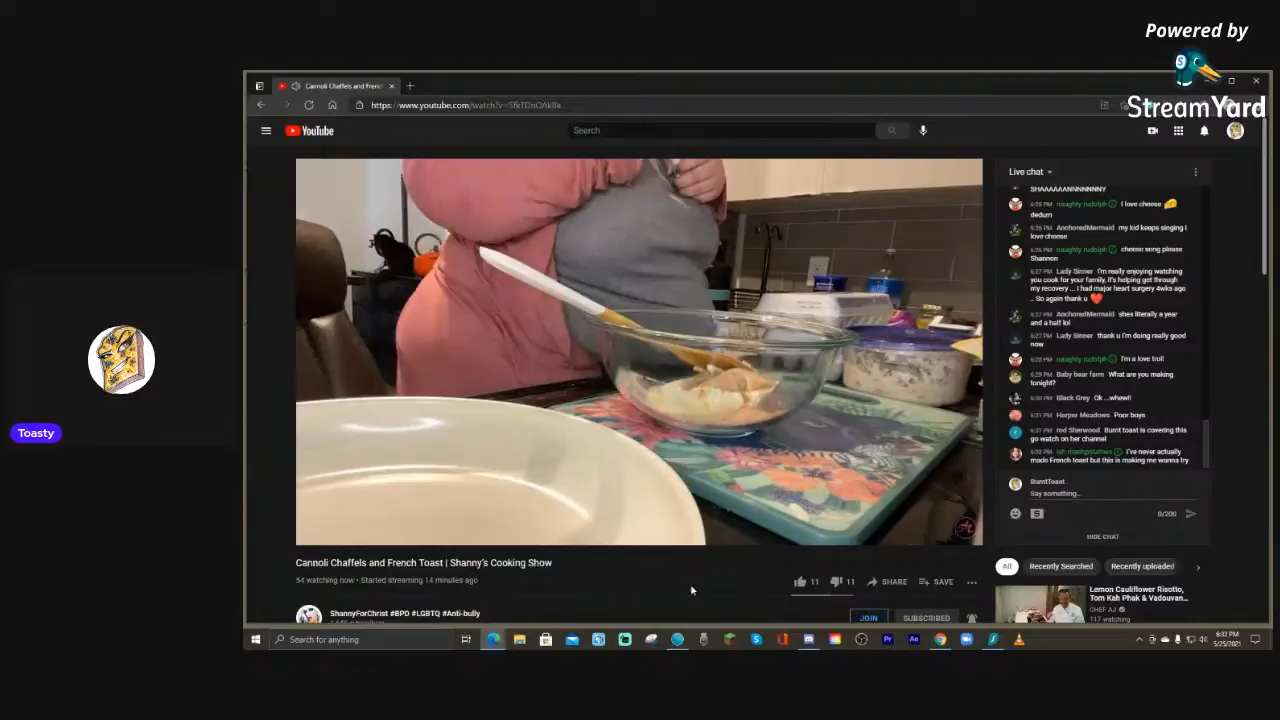 Powered by
StreamYard
Cannoli Chaffels and French
https://www.youtube.com/watch?v=
YouTube
Search
Live chat
SHAAAAAANNNNNNY
6:25 PM naughty rudolph I love cheese
dedum
6:26 PM AnchoredMermaid my kid keeps singing i
love cheese
6:26 PM naughty rudolph cheese song please
Shannon
6:27 PM Lady Sinner I'm really enjoying watching
you cook for your family, it's helping get through
my recovery ... i had major heart surgery 4wks ago
.. So again thank u
6:27 PM AnchoredMermaid shes literally a year
and a half lol
6:27 PM Lady Sinner thank u I'm doing really good
now
6:28 PM naughty rudolph I'm a love troll
6:29 PM Baby bear farm What are you making
tonight?
6:30 PM Black Grey Ok ...whew!!
6:31 PM Harper Meadows Poor boys
6:31 PM rod Sherwood Burnt toast is covering this
go watch on her channel
6:32 PM ish mashpotatoes I've never actually
made French toast but this is making me wanna try
BurntToast
Say something...
0/200
HIDE CHAT
Toasty
Cannoli Chaffels and French Toast | Shanny's Cooking Show
54 watching now • Started streaming 14 minutes ago
11
11
SHARE
SAVE
All
Recently Searched
Recently uploaded
ShannyForChrist #BPD #LGBTQ #Anti-bully
JOIN
SUBSCRIBED
Lemon Cauliflower Risotto,
Tom Kah Phak & Vadouvan...
CHEF AJ
117 watching
Search for anything
6:32 PM
5/25/2021